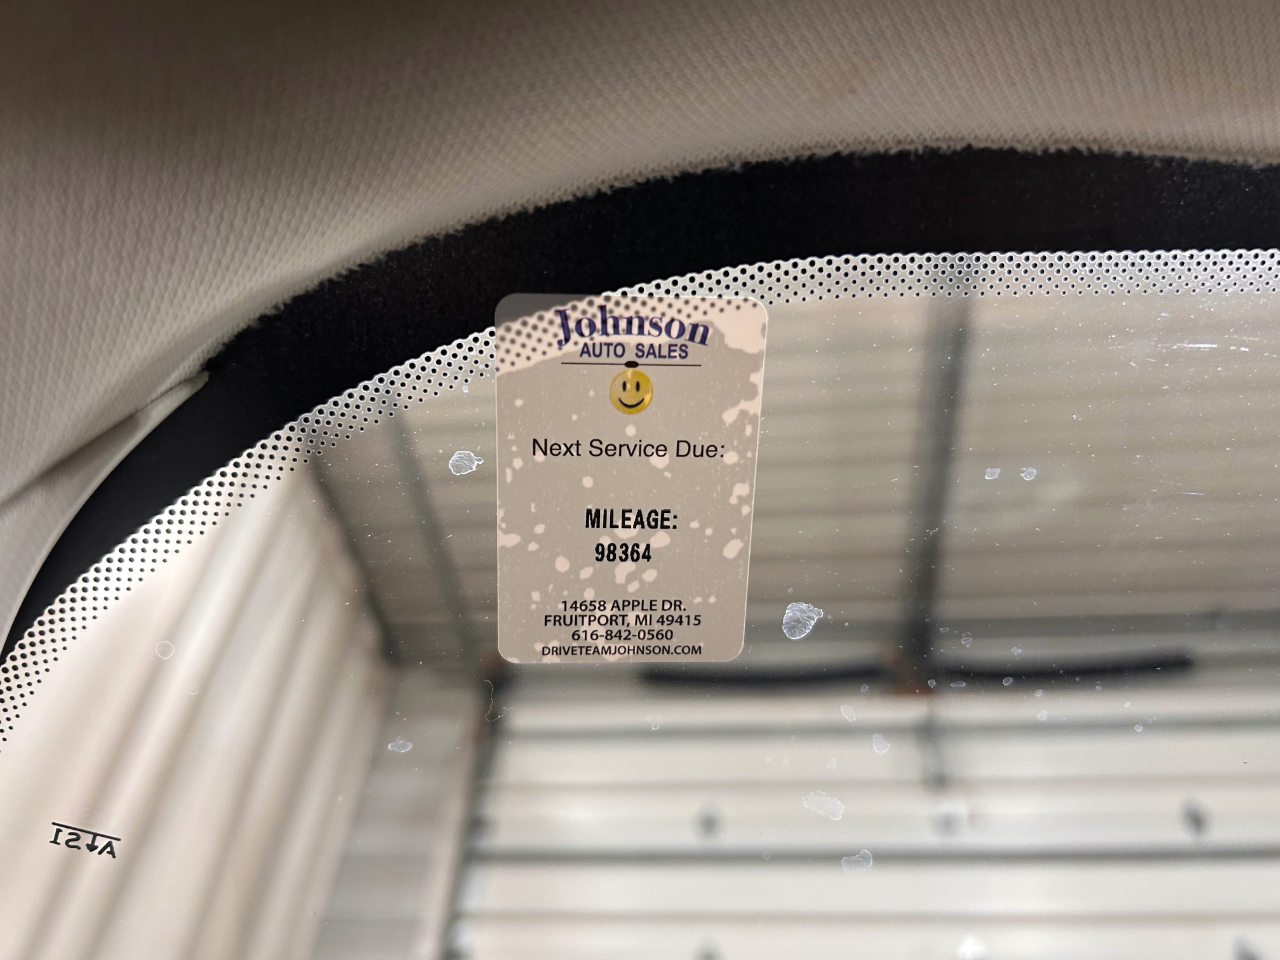 Johnson
AUTO SALES
Next Service Due:
MILEAGE:
98364
14658 APPLE DR.
FRUITPORT, MI 49415
616-842-0560
DRIVETEAMJOHNSON.COM
AS1